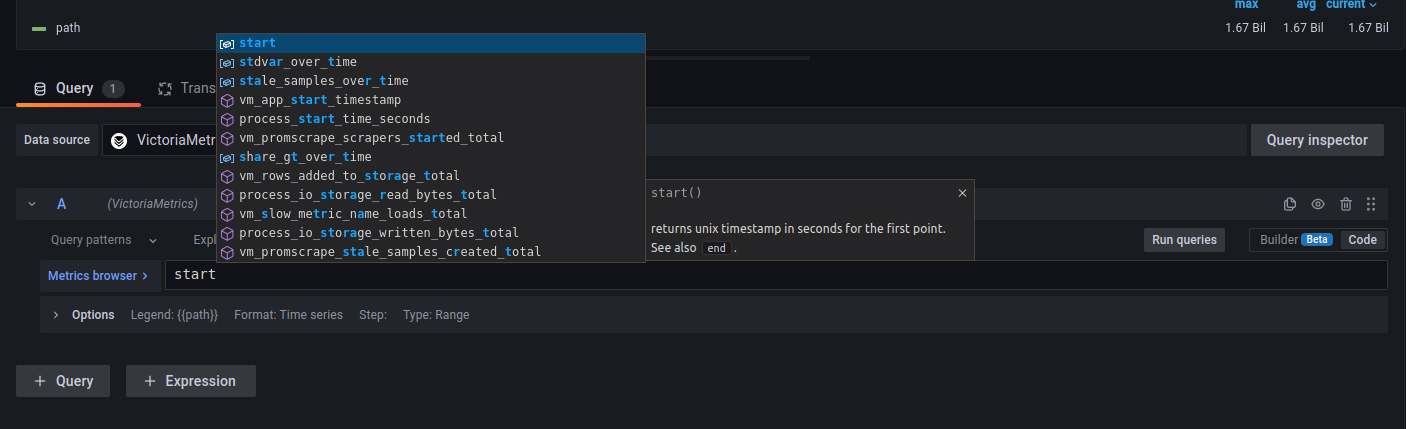 max avg current
path 1.67 Bil 1.67 Bil 1.67 Bil
start
stdvar_over_time
stale_samples_over_time
vm_app_start_timestamp
process_start_time_seconds
vm_promscrape_scrapers_started_total
share_gt_over_time
vm_rows_added_to_storage_total
process_io_storage_read_bytes_total
vm_slow_metric_name_loads_total
process_io_storage_written_bytes_total
vm_promscrape_stale_samples_created_total
Query 1 Trans
Data source VictoriaMetr Query inspector
start()
returns unix timestamp in seconds for the first point.
See also end .
A (VictoriaMetrics)
Query patterns Expl Run queries Builder Beta Code
Metrics browser > start
> Options Legend: {{path}} Format: Time series Step: Type: Range
+ Query + Expression